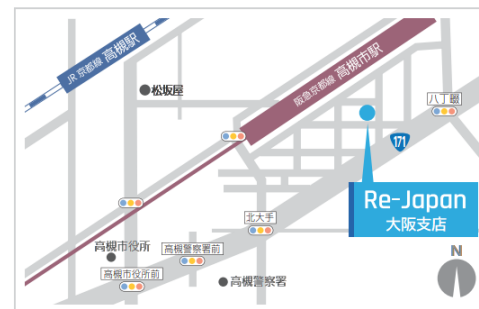 JR 京都線 高槻駅
阪急京都線 高槻市駅
松坂屋
八丁畷
171
Re-Japan
大阪支店
北大手
高槻市役所
高槻警察署前
高槻市役所前
高槻警察署
N